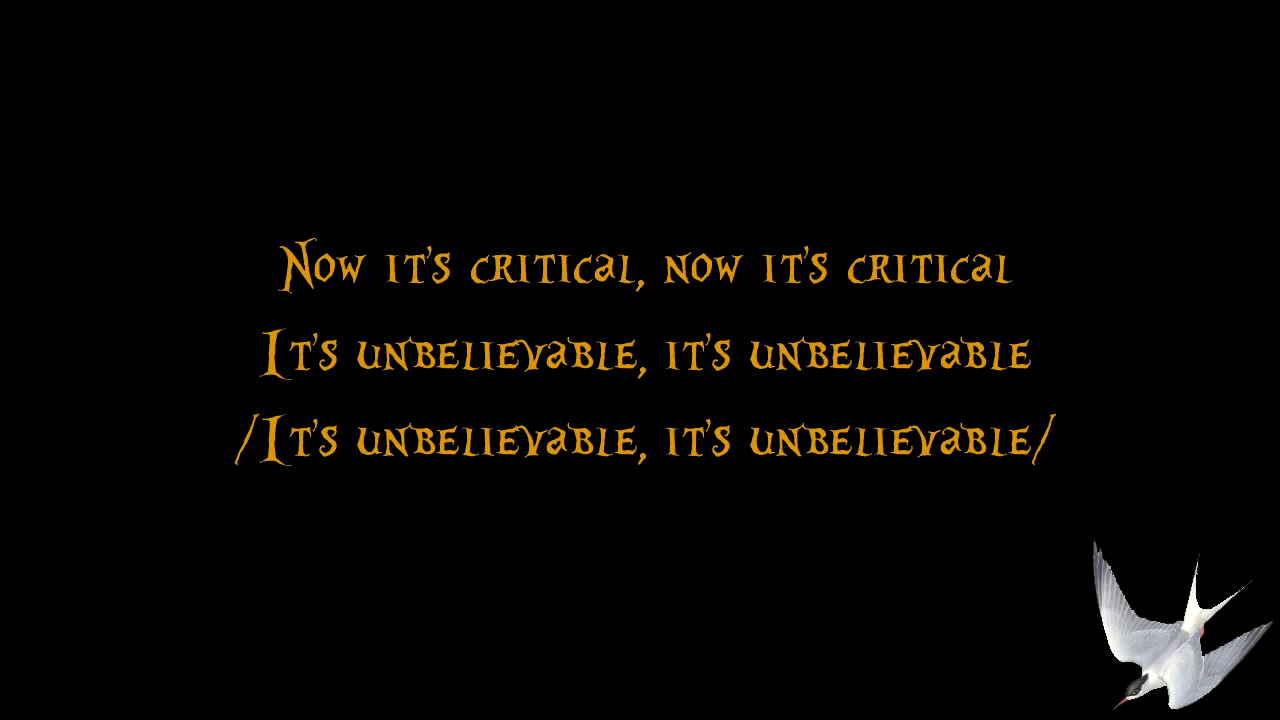 Now it's critical, now it's critical
It's unbelievable, it's unbelievable
/It's unbelievable, it's unbelievable/